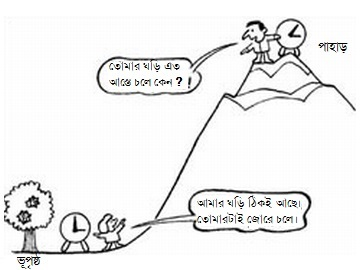 পাহাড়
তোমার ঘড়ি এত
আস্তে চলে কেন ? !
আমার ঘড়ি ঠিকই আছে।
তোমারটাই জোরে চলে।
ভূপৃষ্ঠ